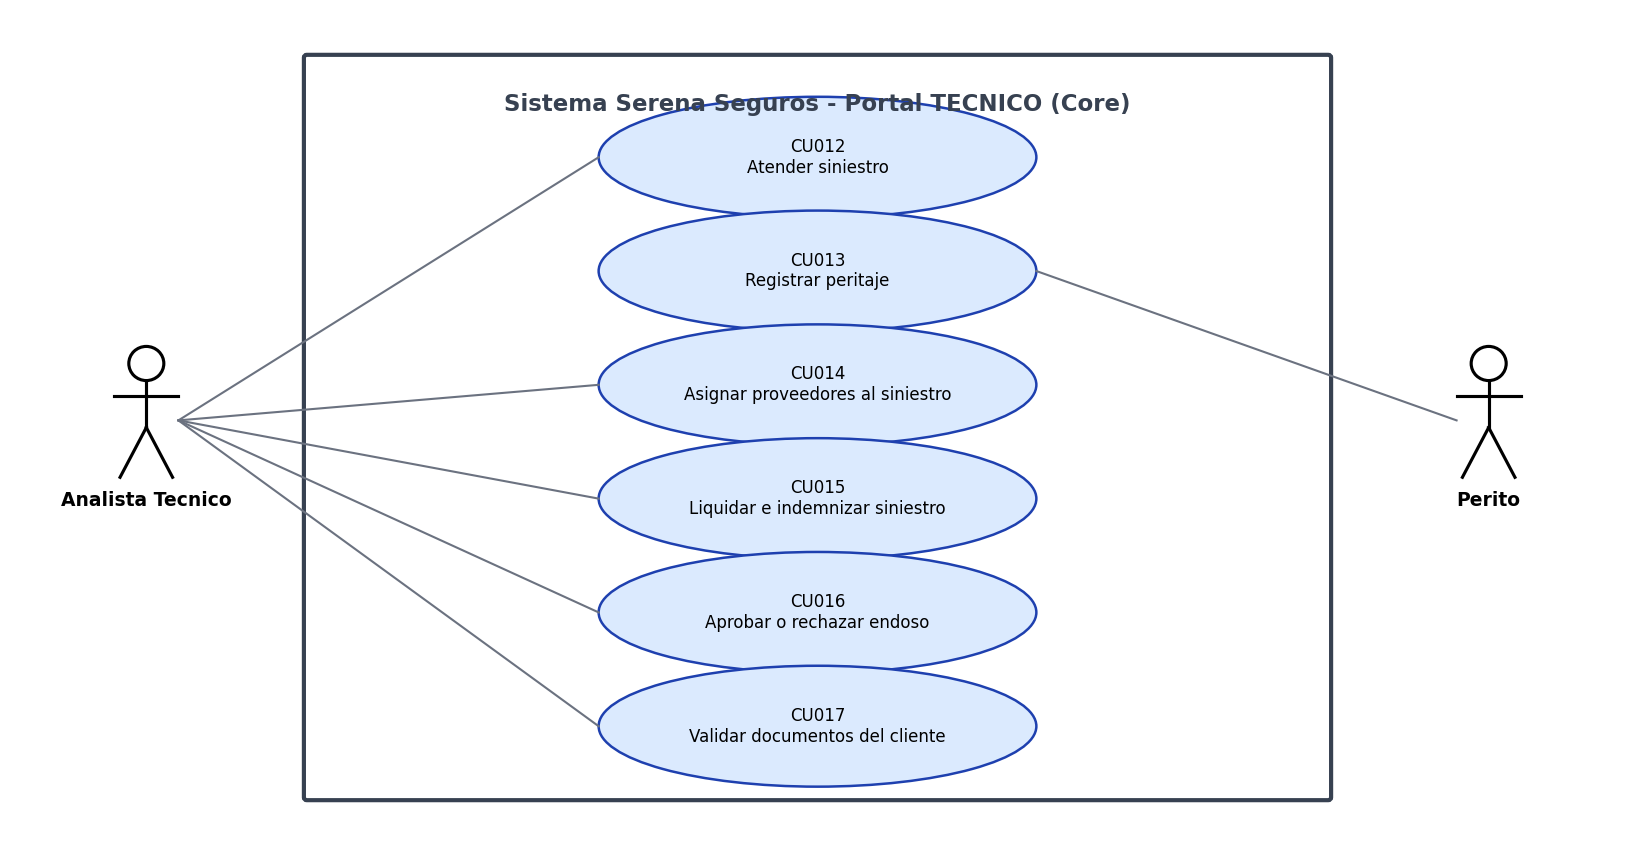 Sistema Serena Seguros - Portal TECNICO (Core)
CU012
Atender siniestro
CU013
Registrar peritaje
CU014
Asignar proveedores al siniestro
CU015
Liquidar e indemnizar siniestro
CU016
Aprobar o rechazar endoso
CU017
Validar documentos del cliente
Analista Tecnico
Perito